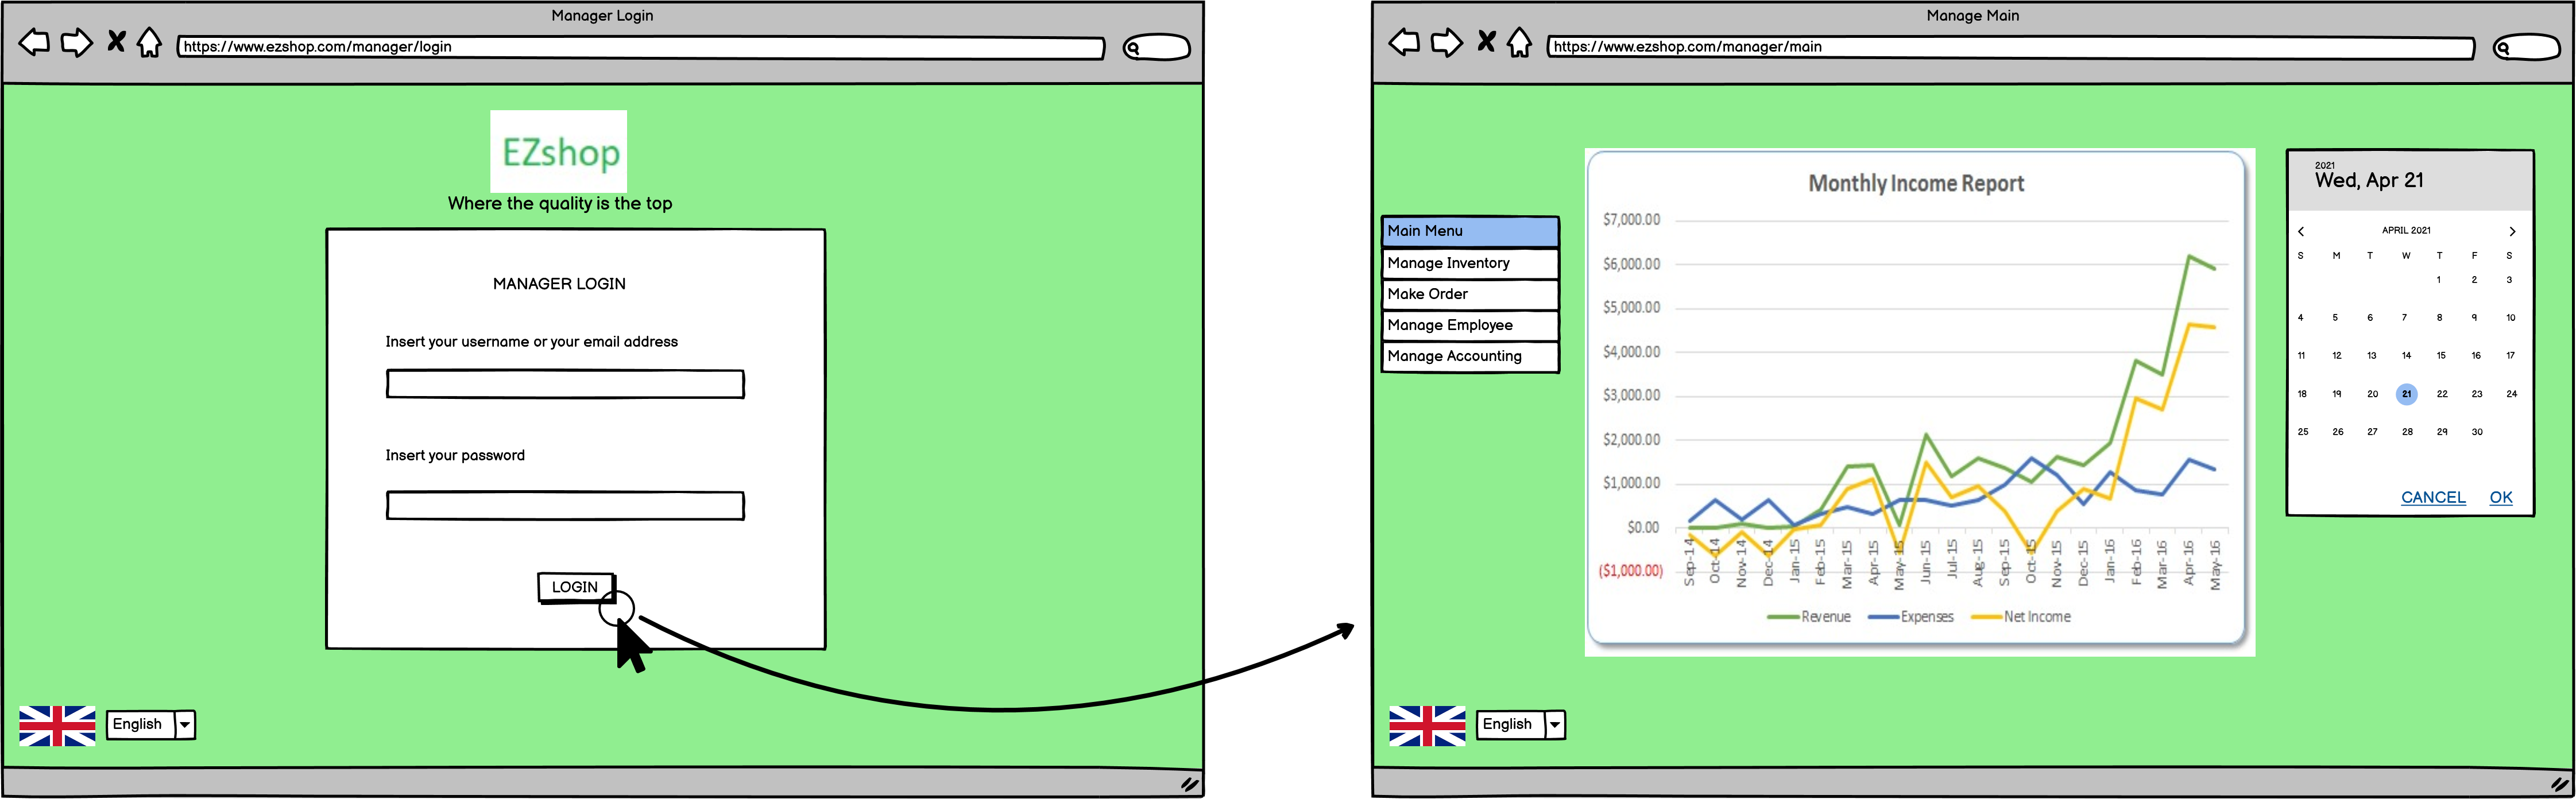 Manager Login
https://www.ezshop.com/manager/login
EZshop
Where the quality is the top
MANAGER LOGIN
Insert your username or your email address
Insert your password
LOGIN
English
Manage Main
https://www.ezshop.com/manager/main
Main Menu
Manage Inventory
Make Order
Manage Employee
Manage Accounting
Monthly Income Report
$7,000.00
$6,000.00
$5,000.00
$4,000.00
$3,000.00
$2,000.00
$1,000.00
$0.00
($1,000.00)
Sep-14
Oct-14
Nov-14
Dec-14
Jan-15
Feb-15
Mar-15
Apr-15
May-15
Jun-15
Jul-15
Aug-15
Sep-15
Oct-15
Nov-15
Dec-15
Jan-16
Feb-16
Mar-16
Apr-16
May-16
Revenue Expenses Net Income
2021
Wed, Apr 21
APRIL 2021
S M T W T F S
1 2 3
4 5 6 7 8 9 10
11 12 13 14 15 16 17
18 19 20 21 22 23 24
25 26 27 28 29 30
CANCEL OK
English